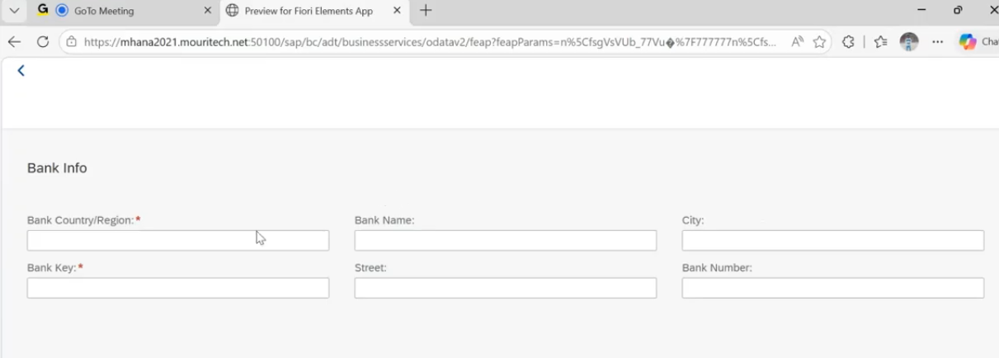 GoTo Meeting
Preview for Fiori Elements App
https://mhana2021.mouritech.net:50100/sap/bc/adt/businessservices/odatav2/feap?feapParams=n%5CfsgVsVUb_77Vu�%7F777777n%5Cfs...
Cha
Bank Info
Bank Country/Region:*
Bank Name:
City:
Bank Key:*
Street:
Bank Number: